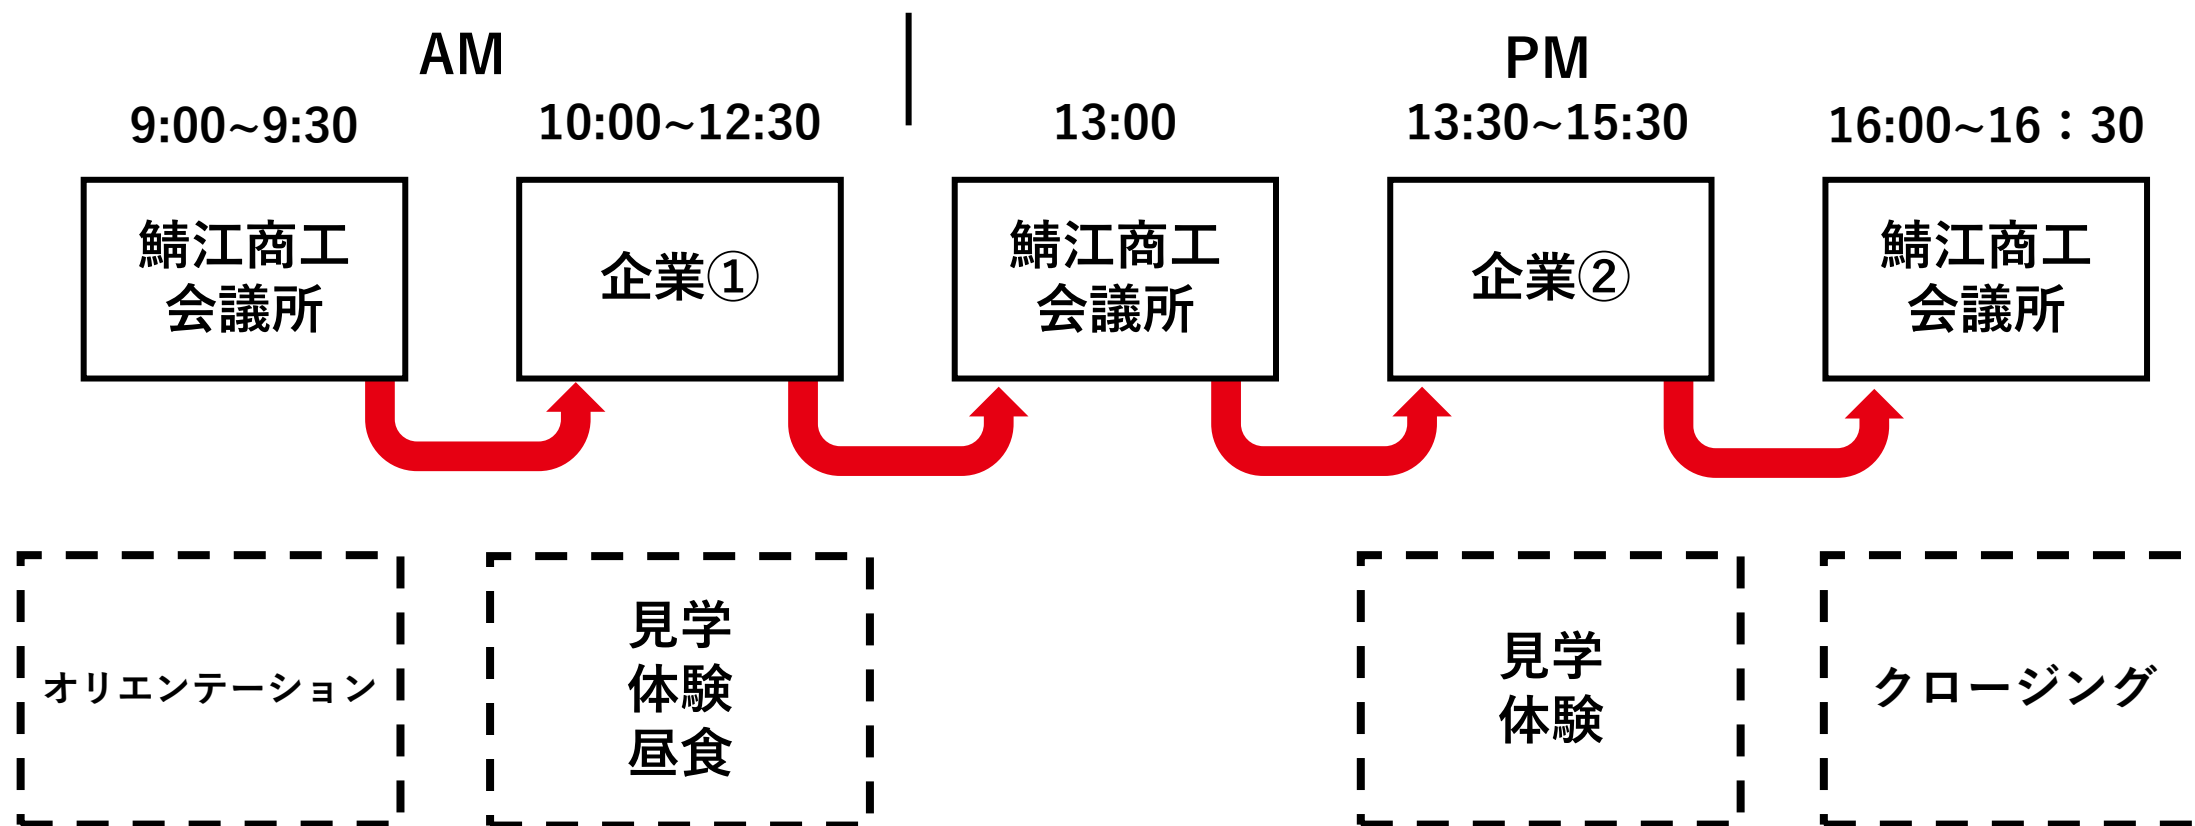 AM
PM
9:00~9:30
10:00~12:30
13:00
13:30~15:30
16:00~16：30
鯖江商工
会議所
企業①
鯖江商工
会議所
企業②
鯖江商工
会議所
オリエンテーション
見学
体験
昼食
見学
体験
クロージング